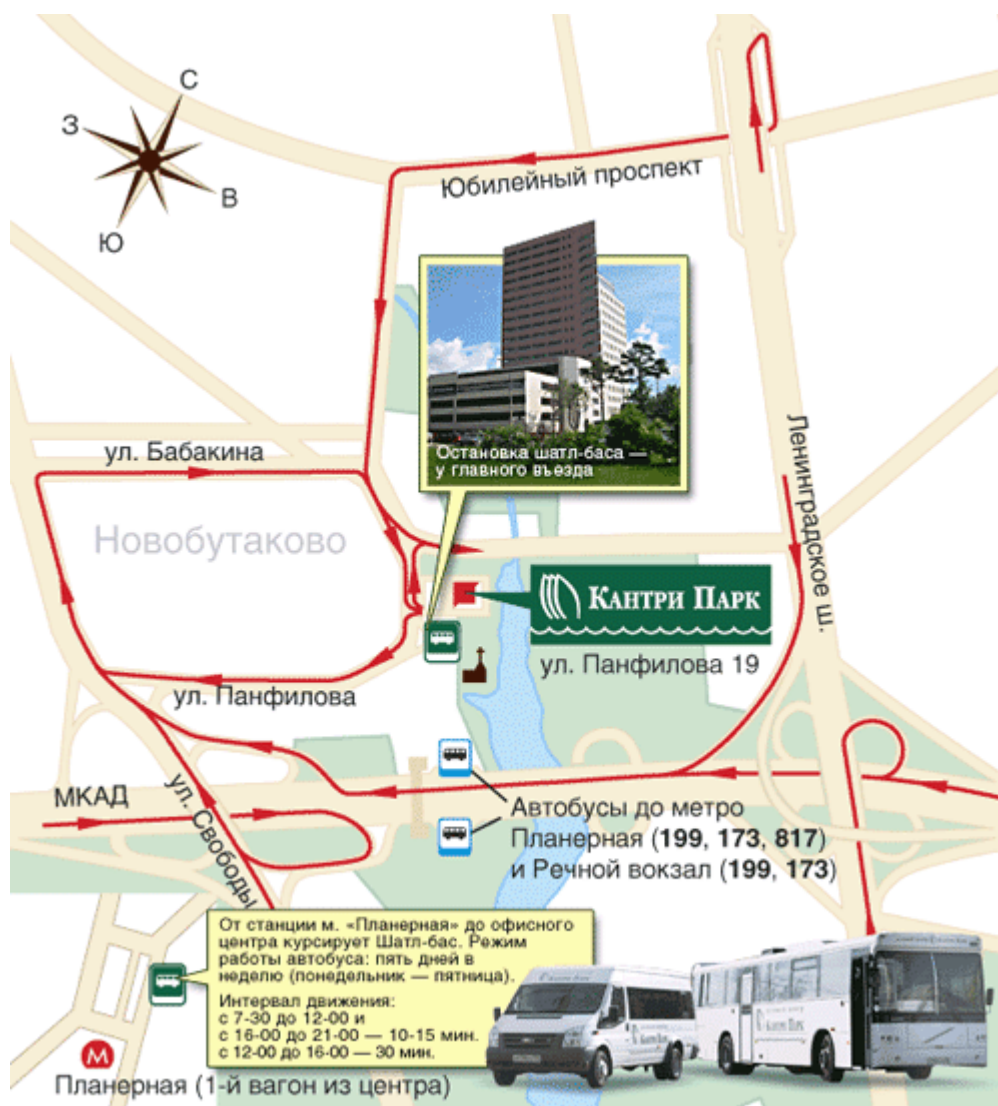 С
З
В
Ю
Юбилейный проспект
Остановка шатл-баса —
у главного въезда
Ленинградское ш.
ул. Бабакина
Новобутаково
КАНТРИ ПАРК
ул. Панфилова 19
ул. Панфилова
МКАД
ул. Свободы
Автобусы до метро
Планерная (199, 173, 817)
и Речной вокзал (199, 173)
От станции м. «Планерная» до офисного
центра курсирует Шатл-бас. Режим
работы автобуса: пять дней в
неделю (понедельник — пятница).
Интервал движения:
с 7-30 до 12-00 и
с 16-00 до 21-00 — 10-15 мин.
с 12-00 до 16-00 — 30 мин.
М
Планерная (1-й вагон из центра)
КАНТРИ ПАРК
КАНТРИ ПАРК